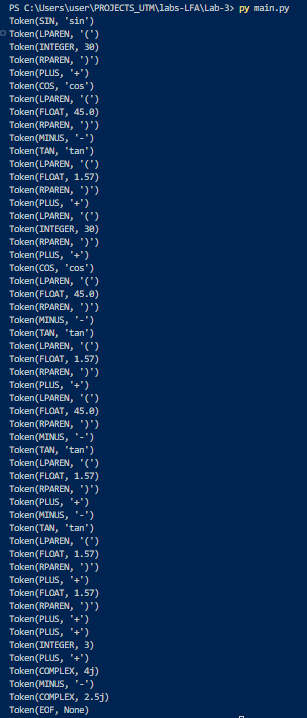 PS C:\Users\user\PROJECTS_UTM\labs-LFA\Lab-3> py main.py
Token(SIN, 'sin')
Token(LPAREN, '(')
Token(INTEGER, 30)
Token(RPAREN, ')')
Token(PLUS, '+')
Token(COS, 'cos')
Token(LPAREN, '(')
Token(FLOAT, 45.0)
Token(RPAREN, ')')
Token(MINUS, '-')
Token(TAN, 'tan')
Token(LPAREN, '(')
Token(FLOAT, 1.57)
Token(RPAREN, ')')
Token(PLUS, '+')
Token(LPAREN, '(')
Token(INTEGER, 30)
Token(RPAREN, ')')
Token(PLUS, '+')
Token(COS, 'cos')
Token(LPAREN, '(')
Token(FLOAT, 45.0)
Token(RPAREN, ')')
Token(MINUS, '-')
Token(TAN, 'tan')
Token(LPAREN, '(')
Token(FLOAT, 1.57)
Token(RPAREN, ')')
Token(PLUS, '+')
Token(LPAREN, '(')
Token(FLOAT, 45.0)
Token(RPAREN, ')')
Token(MINUS, '-')
Token(TAN, 'tan')
Token(LPAREN, '(')
Token(FLOAT, 1.57)
Token(RPAREN, ')')
Token(PLUS, '+')
Token(MINUS, '-')
Token(TAN, 'tan')
Token(LPAREN, '(')
Token(FLOAT, 1.57)
Token(RPAREN, ')')
Token(PLUS, '+')
Token(FLOAT, 1.57)
Token(RPAREN, ')')
Token(PLUS, '+')
Token(PLUS, '+')
Token(INTEGER, 3)
Token(PLUS, '+')
Token(COMPLEX, 4j)
Token(MINUS, '-')
Token(COMPLEX, 2.5j)
Token(EOF, None)